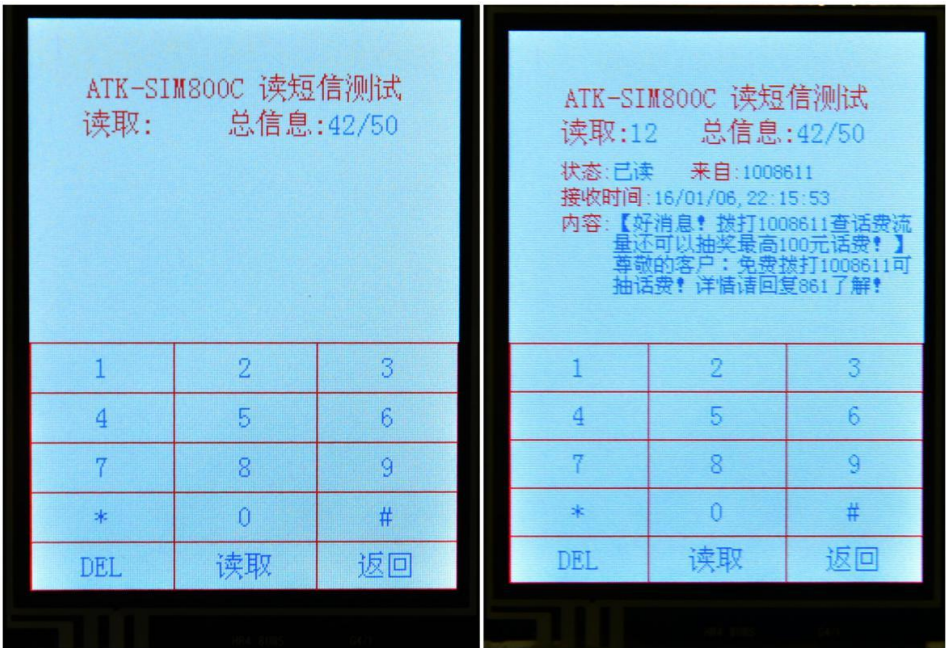 ATK-SIM800C 读短信测试
读取: 总信息:42/50
1 2 3
4 5 6
7 8 9
* 0 #
DEL 读取 返回
ATK-SIM800C 读短信测试
读取:12 总信息:42/50
状态:已读 来自:1008611
接收时间:16/01/06,22:15:53
内容:【好消息！拨打1008611查话费流
量还可以抽奖最高100元话费！】
尊敬的客户：免费拨打1008611可
抽话费！详情请回复861了解！
1 2 3
4 5 6
7 8 9
* 0 #
DEL 读取 返回